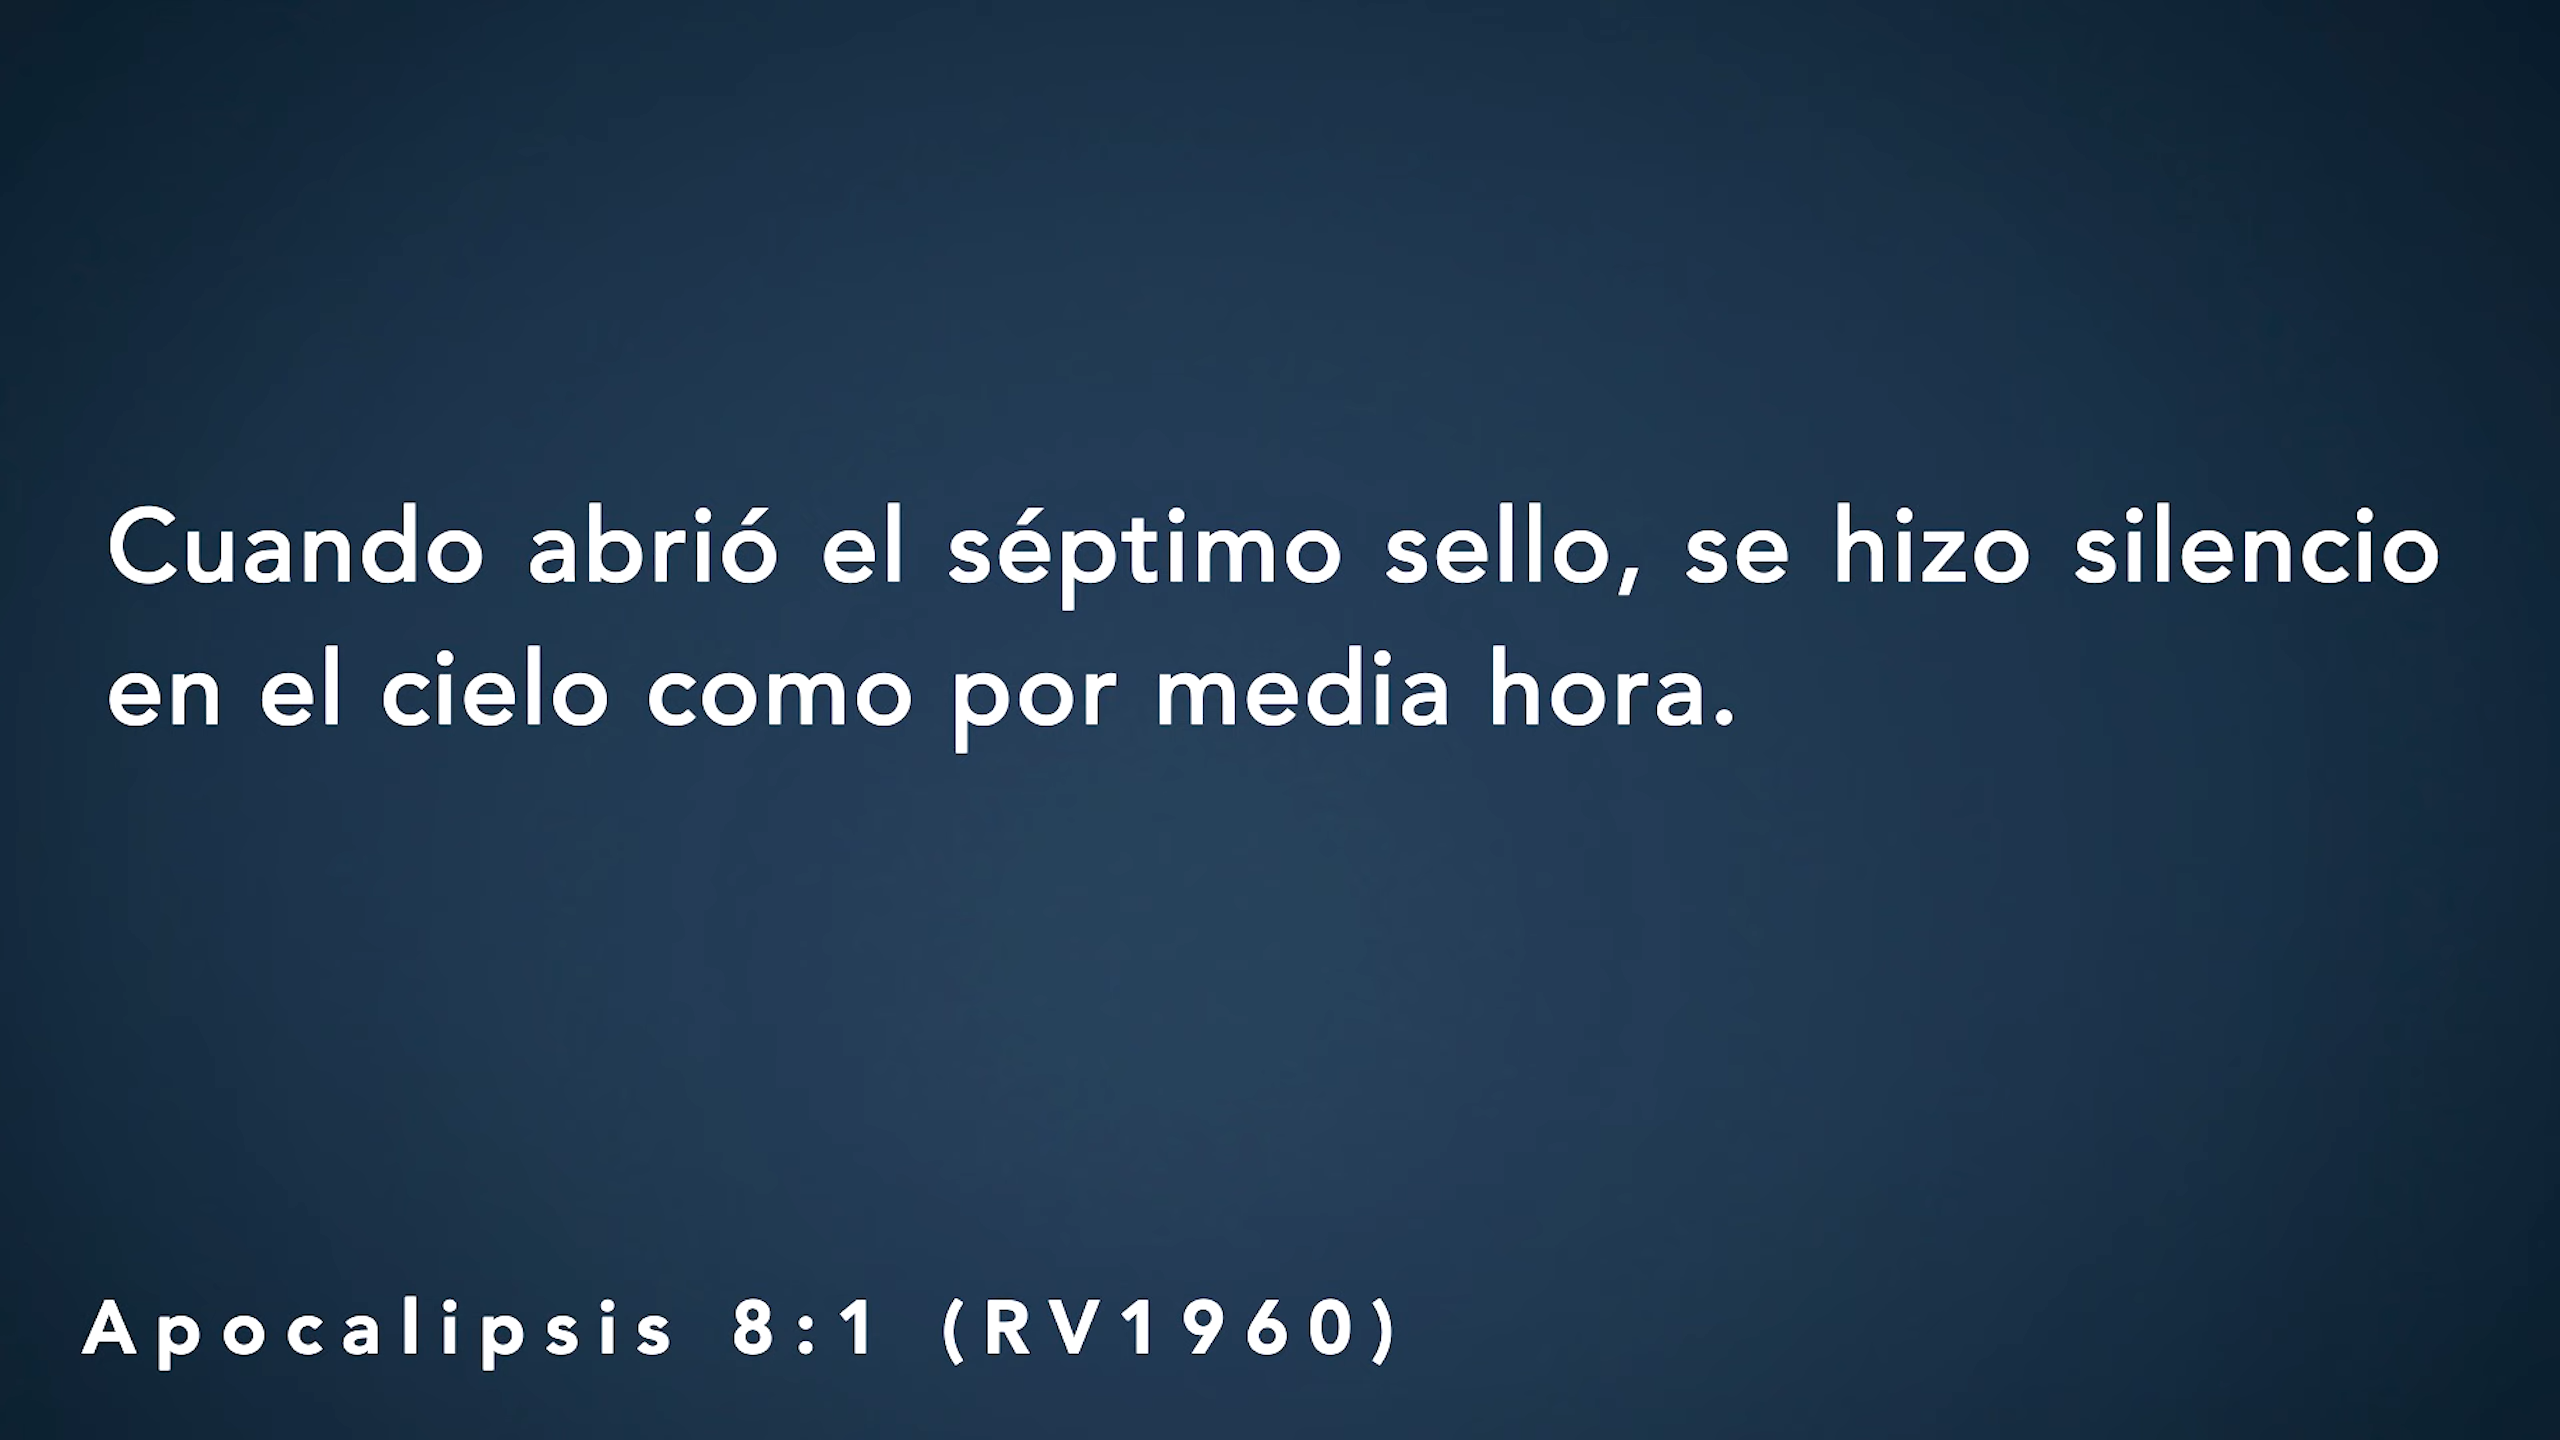 Cuando abrió el séptimo sello, se hizo silencio
en el cielo como por media hora.
Apocalipsis 8:1 (RV1960)